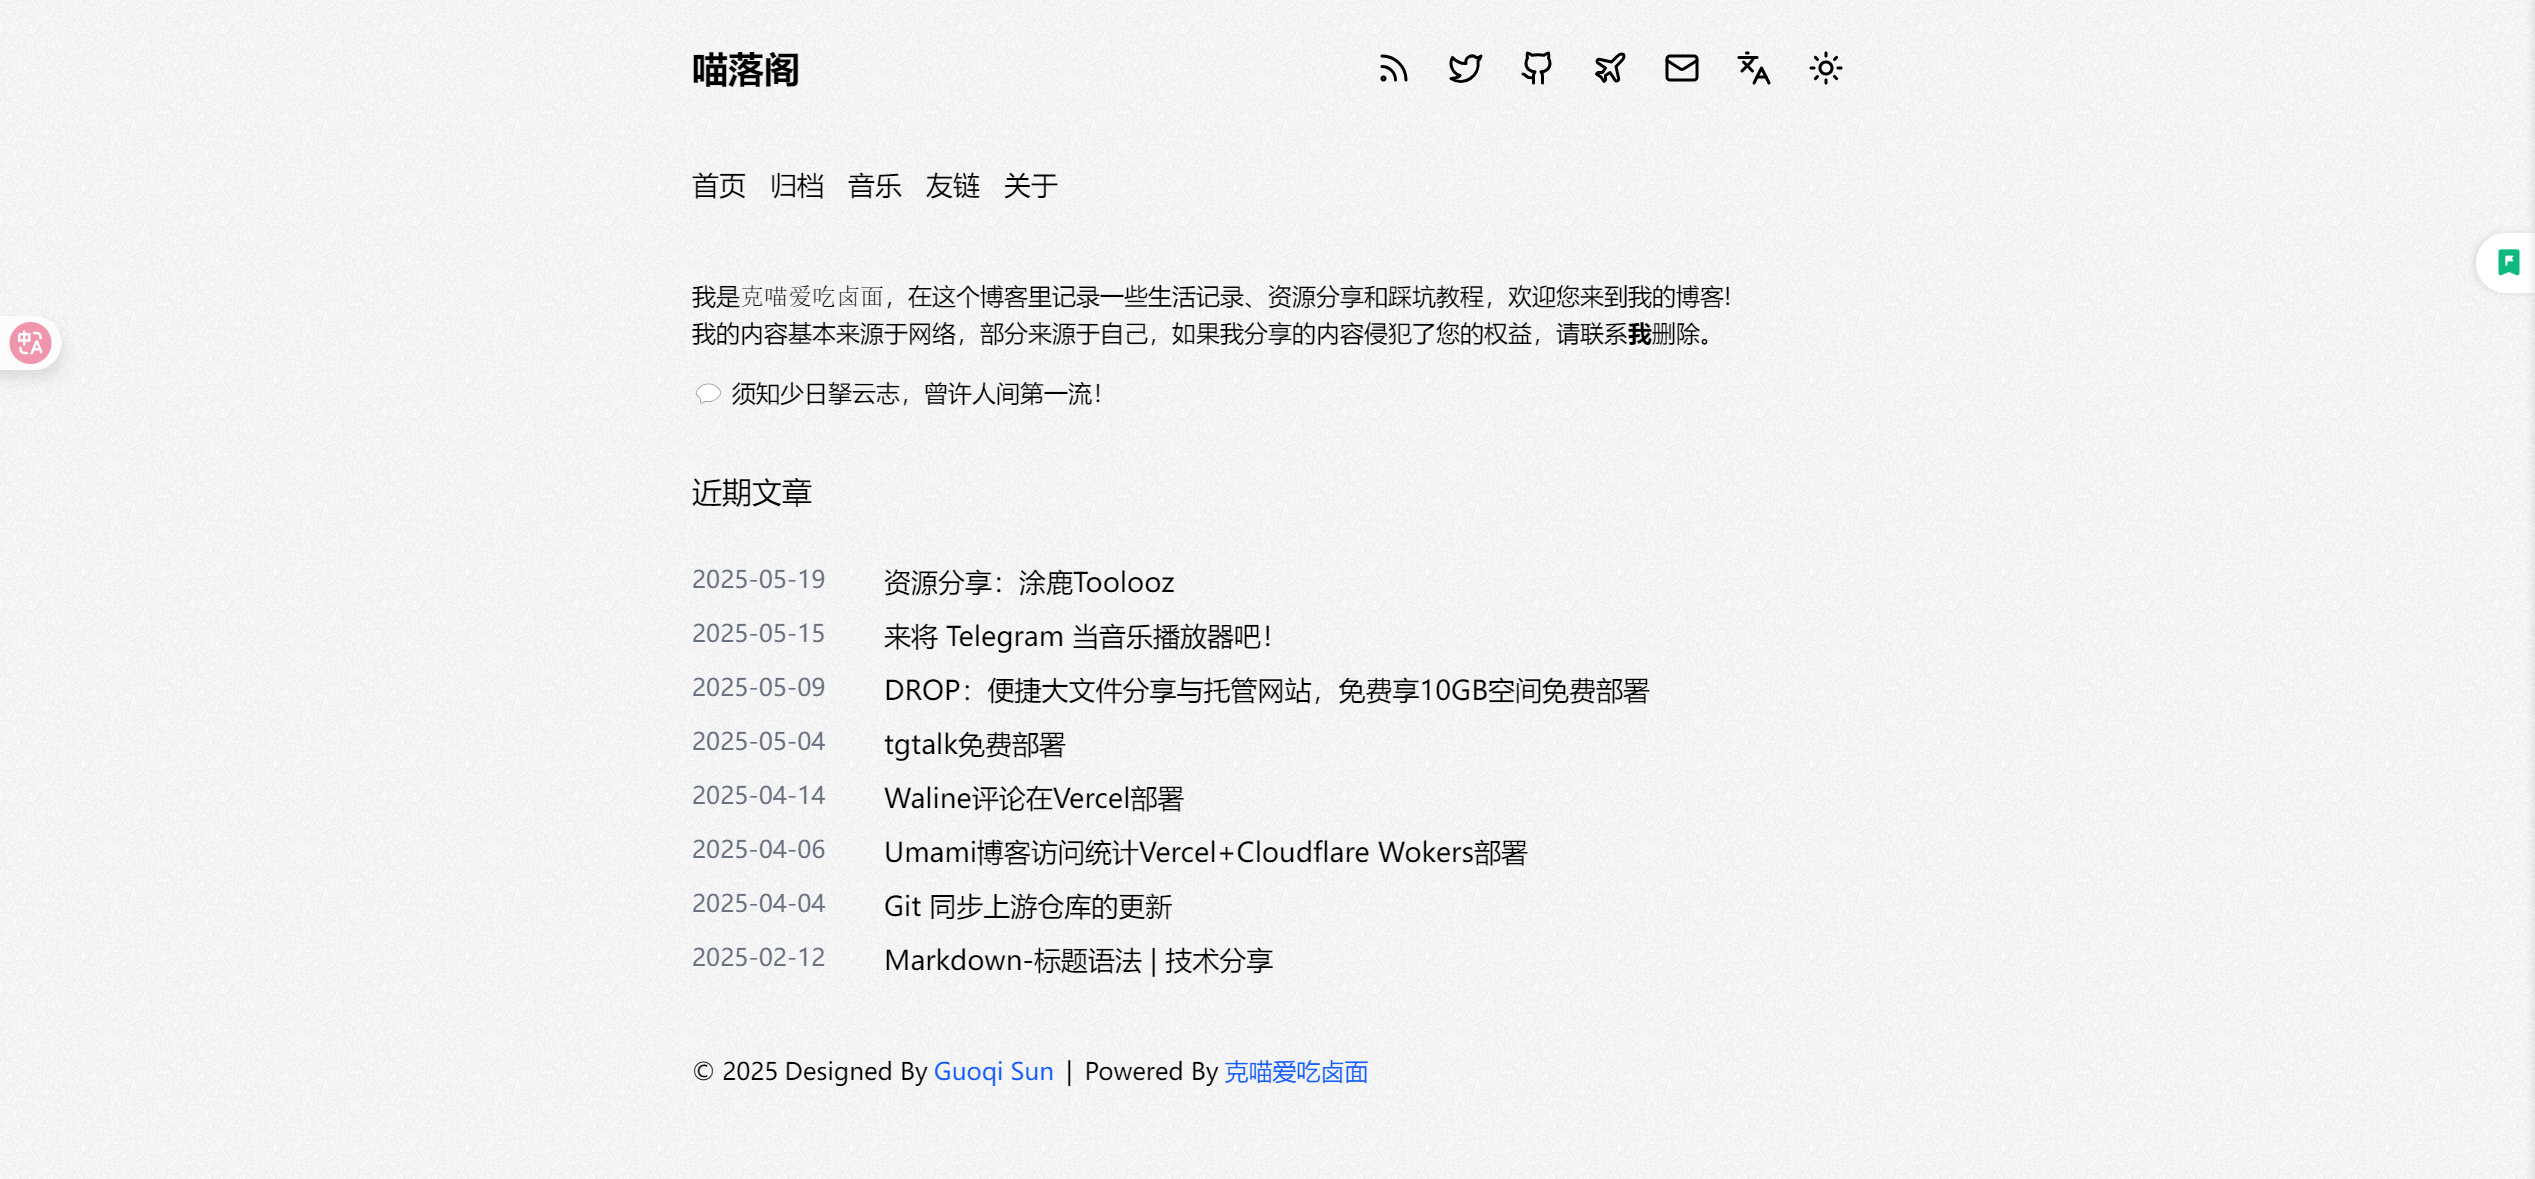 喵落阁
首页 归档 音乐 友链 关于
我是克喵爱吃卤面，在这个博客里记录一些生活记录、资源分享和踩坑教程，欢迎您来到我的博客!
我的内容基本来源于网络，部分来源于自己，如果我分享的内容侵犯了您的权益，请联系我删除。
须知少日拏云志，曾许人间第一流！
近期文章
2025-05-19 资源分享：涂鹿Toolooz
2025-05-15 来将 Telegram 当音乐播放器吧！
2025-05-09 DROP：便捷大文件分享与托管网站，免费享10GB空间免费部署
2025-05-04 tgtalk免费部署
2025-04-14 Waline评论在Vercel部署
2025-04-06 Umami博客访问统计Vercel+Cloudflare Wokers部署
2025-04-04 Git 同步上游仓库的更新
2025-02-12 Markdown-标题语法 | 技术分享
© 2025 Designed By Guoqi Sun | Powered By 克喵爱吃卤面